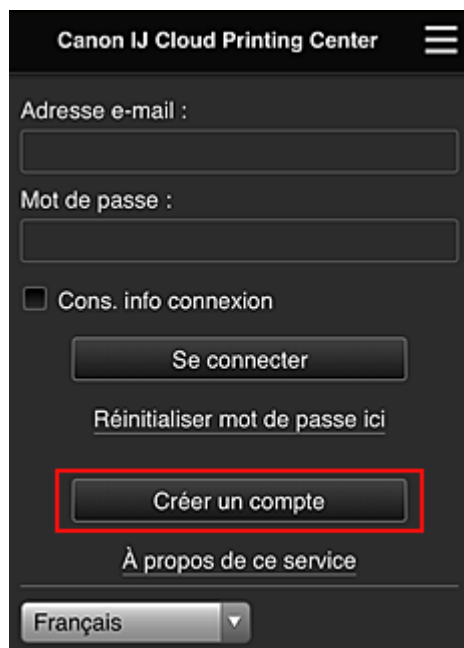 Canon IJ Cloud Printing Center
Adresse e-mail :
Mot de passe :
Cons. info connexion
Se connecter
Réinitialiser mot de passe ici
Créer un compte
À propos de ce service
Français